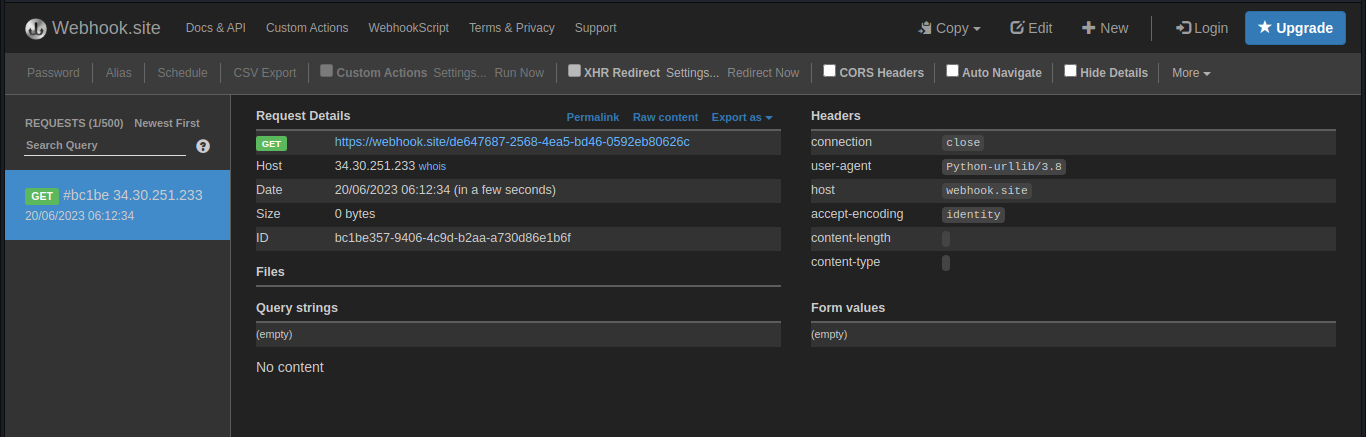 Webhook.site Docs & API Custom Actions WebhookScript Terms & Privacy Support Copy Edit New Login Upgrade
Password Alias Schedule CSV Export Custom Actions Settings... Run Now XHR Redirect Settings... Redirect Now CORS Headers Auto Navigate Hide Details More
REQUESTS (1/500) Newest First
Search Query
GET #bc1be 34.30.251.233
20/06/2023 06:12:34
Request Details Permalink Raw content Export as
GET https://webhook.site/de647687-2568-4ea5-bd46-0592eb80626c
Host 34.30.251.233 whois
Date 20/06/2023 06:12:34 (in a few seconds)
Size 0 bytes
ID bc1be357-9406-4c9d-b2aa-a730d86e1b6f
Files
Query strings
(empty)
No content
Headers
connection close
user-agent Python-urllib/3.8
host webhook.site
accept-encoding identity
content-length
content-type
Form values
(empty)